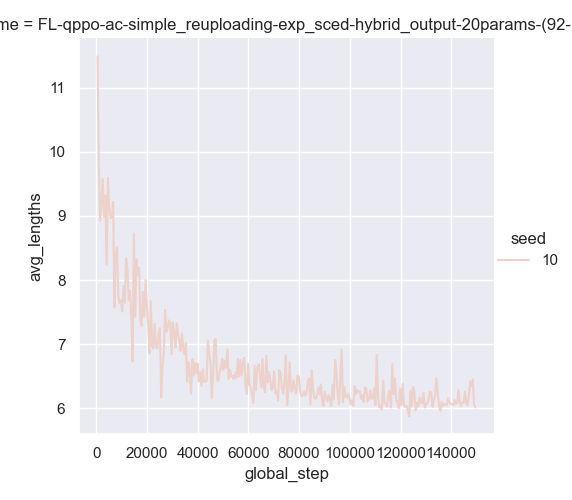 me = FL-qppo-ac-simple_reuploading-exp_sced-hybrid_output-20params-(92-
11
10
9
8
7
6
avg_lengths
seed
10
0 20000 40000 60000 80000 100000 120000 140000
global_step